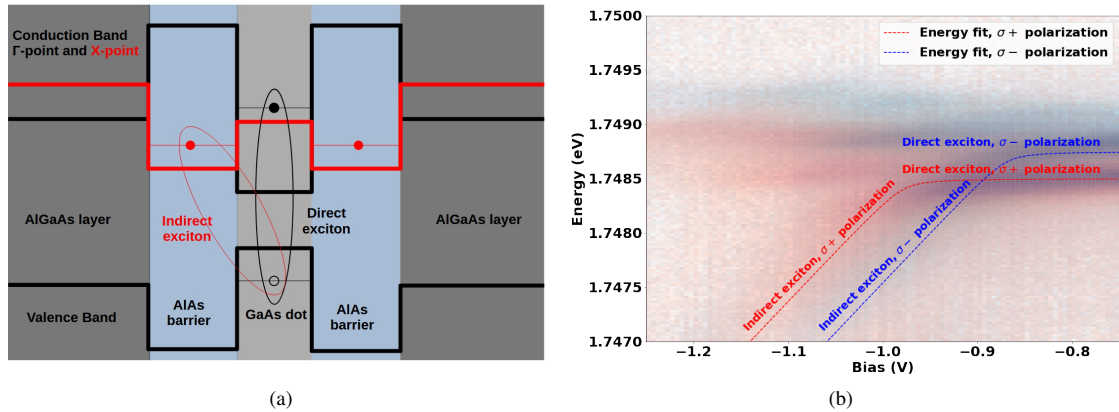 Conduction Band
Γ-point and X-point
AlGaAs layer
Indirect
exciton
Direct
exciton
AlGaAs layer
Valence Band
AlAs
barrier
GaAs dot
AlAs
barrier
(a)
1.7500
1.7495
1.7490
1.7485
1.7480
1.7475
1.7470
Energy (eV)
Energy fit, σ+ polarization
Energy fit, σ− polarization
Direct exciton, σ− polarization
Direct exciton, σ+ polarization
Indirect exciton, σ+ polarization
Indirect exciton, σ− polarization
−1.2
−1.1
−1.0
−0.9
−0.8
Bias (V)
(b)